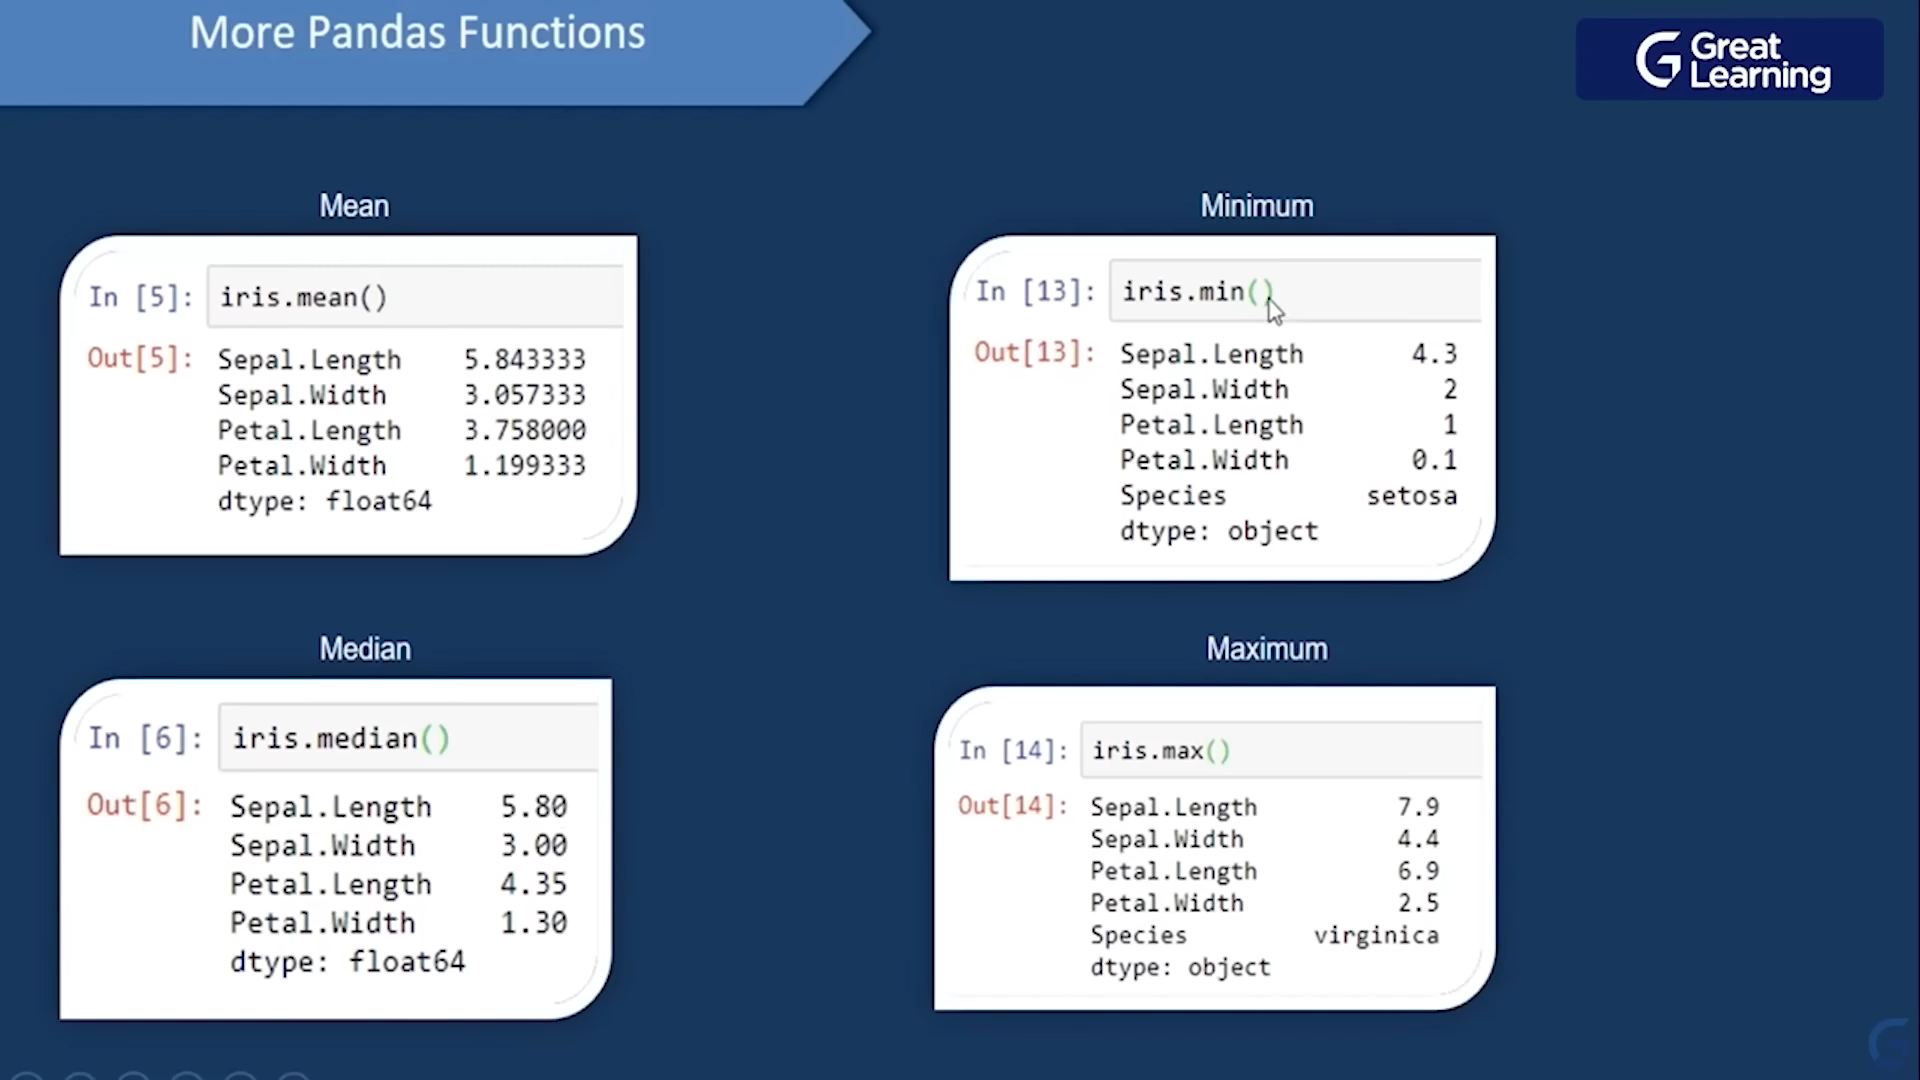 More Pandas Functions
Great
Learning
Mean
In [5]: iris.mean()
Out[5]: Sepal.Length 5.843333
Sepal.Width 3.057333
Petal.Length 3.758000
Petal.Width 1.199333
dtype: float64
Minimum
In [13]: iris.min()
Out[13]: Sepal.Length 4.3
Sepal.Width 2
Petal.Length 1
Petal.Width 0.1
Species setosa
dtype: object
Median
In [6]: iris.median()
Out[6]: Sepal.Length 5.80
Sepal.Width 3.00
Petal.Length 4.35
Petal.Width 1.30
dtype: float64
Maximum
In [14]: iris.max()
Out[14]: Sepal.Length 7.9
Sepal.Width 4.4
Petal.Length 6.9
Petal.Width 2.5
Species virginica
dtype: object